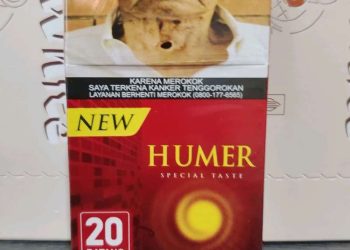 KARENA MEROKOK
SAYA TERKENA KANKER TENGGOROKAN
LAYANAN BERHENTI MEROKOK (0800-177-6565)
NEW
HUMER
SPECIAL TASTE
20